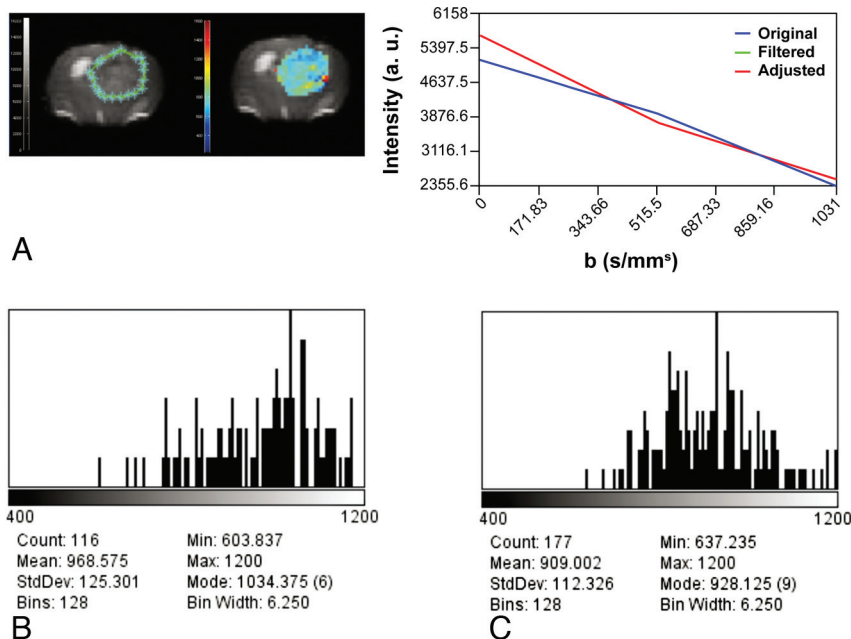 6158
5397.5
4637.5
3876.6
3116.1
2355.6
Intensity (a. u.)
Original
Filtered
Adjusted
0
171.83
343.66
515.5
687.33
859.16
1031
b (s/mmˢ)
A
400
1200
Count: 116
Min: 603.837
Mean: 968.575
Max: 1200
StdDev: 125.301
Mode: 1034.375 (6)
Bins: 128
Bin Width: 6.250
B
400
1200
Count: 177
Min: 637.235
Mean: 909.002
Max: 1200
StdDev: 112.326
Mode: 928.125 (9)
Bins: 128
Bin Width: 6.250
C